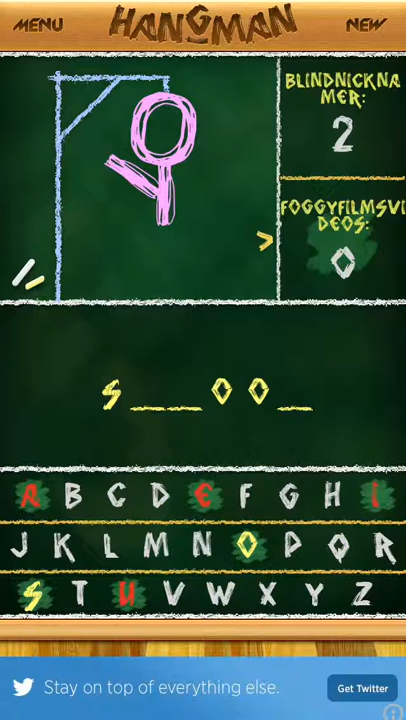 MENU HANGMAN NEW
BLINDNICKNA
MER:
2
FOGGYFILMSVI
DEOS:
0
>
S _ _ O O _
A B C D E F G H I
J K L M N O P Q R
S T U V W X Y Z
Stay on top of everything else. Get Twitter